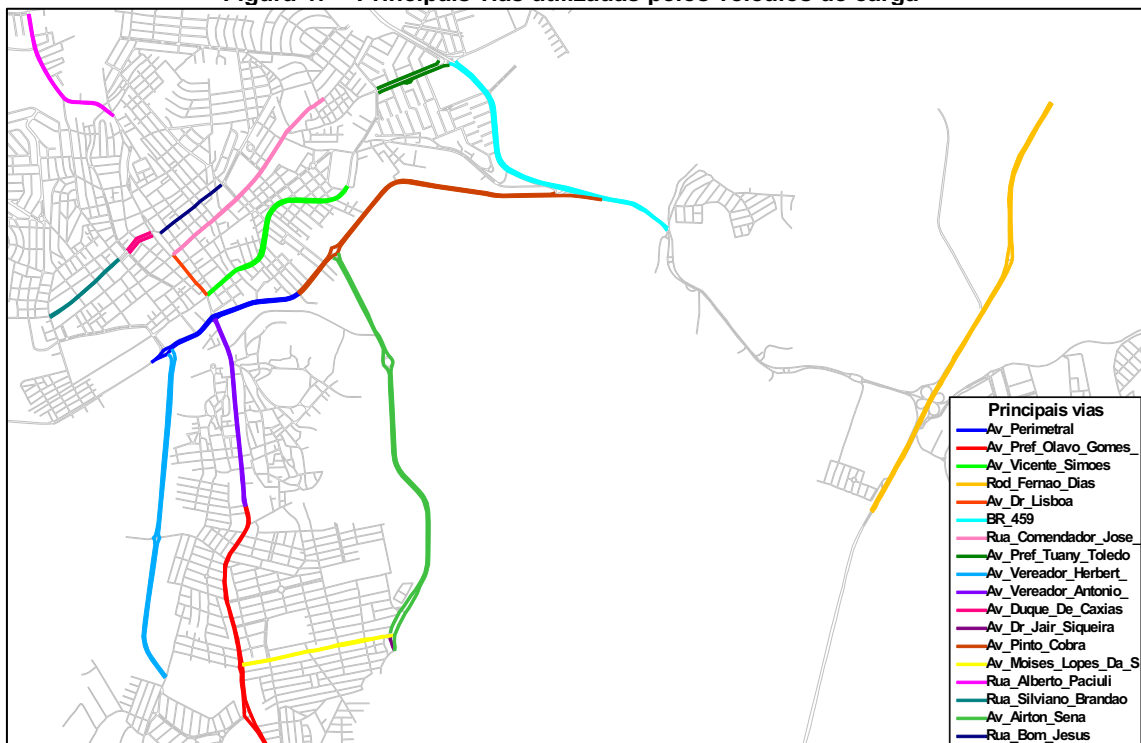 Principais vias
Av_Perimetral
Av_Pref_Olavo_Gomes_
Av_Vicente_Simoes
Rod_Fernao_Dias
Av_Dr_Lisboa
BR_459
Rua_Comendador_Jose_
Av_Pref_Tuany_Toledo
Av_Vereador_Herbert_
Av_Vereador_Antonio_
Av_Duque_De_Caxias
Av_Dr_Jair_Siqueira
Av_Pinto_Cobra
Av_Moises_Lopes_Da_S
Rua_Alberto_Paciuli
Rua_Silviano_Brandao
Av_Airton_Sena
Rua_Bom_Jesus